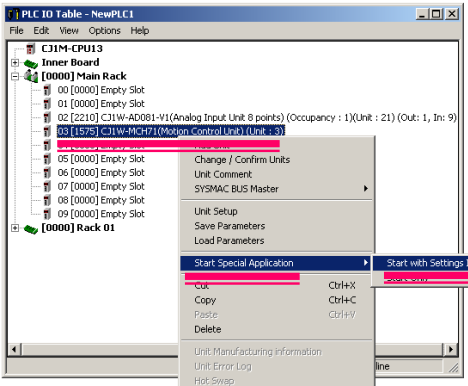 PLC IO Table - NewPLC1
File Edit View Options Help
CJ1M-CPU13
Inner Board
[0000] Main Rack
00 [0000] Empty Slot
01 [0000] Empty Slot
02 [2210] CJ1W-AD081-V1(Analog Input Unit 8 points) (Occupancy : 1)(Unit : 21) (Out: 1, In: 9)
03 [1575] CJ1W-MCH71(Motion Control Unit) (Unit : 3)
05 [0000] Empty Slot
06 [0000] Empty Slot
07 [0000] Empty Slot
08 [0000] Empty Slot
09 [0000] Empty Slot
[0000] Rack 01
Change / Confirm Units
Unit Comment
SYSMAC BUS Master
Unit Setup
Save Parameters
Load Parameters
Start Special Application
Start with Settings
Cut Ctrl+X
Copy Ctrl+C
Paste Ctrl+V
Delete
Unit Manufacturing information
Unit Error Log
Hot Swap
line